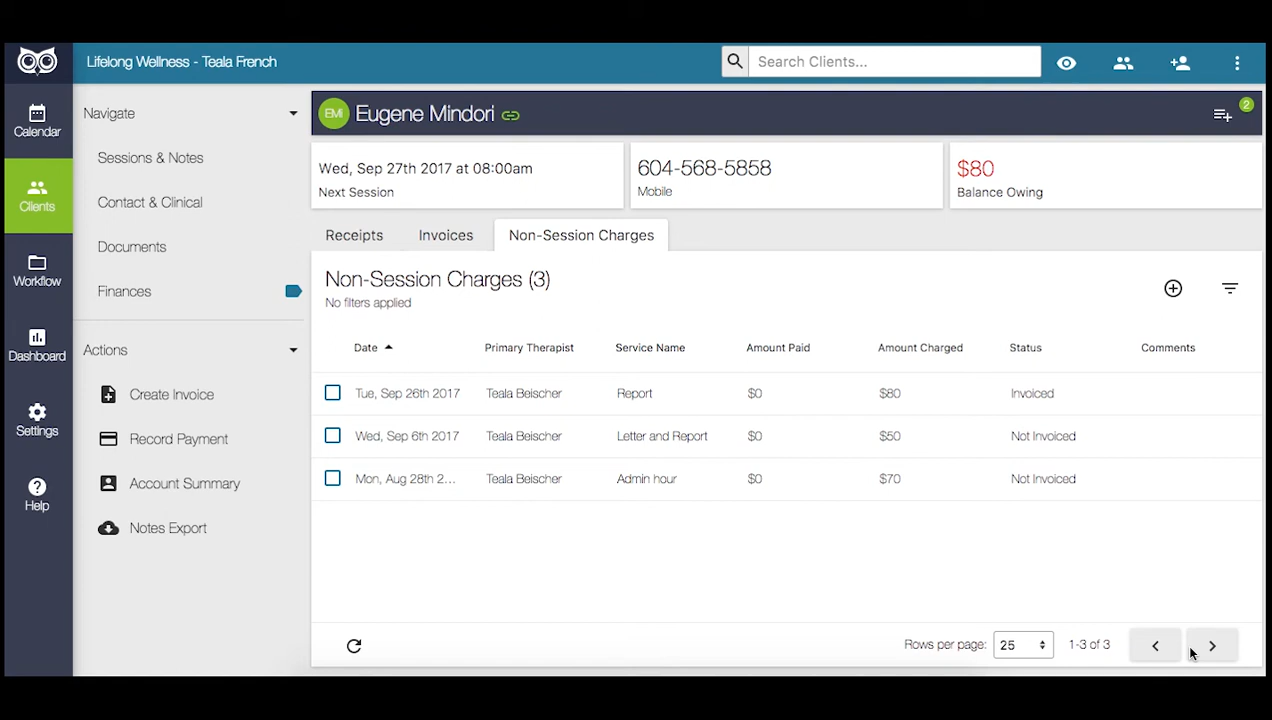 Lifelong Wellness - Teala French
Search Clients...
Calendar
Clients
Workflow
Dashboard
Settings
Help
Navigate
Sessions & Notes
Contact & Clinical
Documents
Finances
Actions
Create Invoice
Record Payment
Account Summary
Notes Export
EMI Eugene Mindori
2
Wed, Sep 27th 2017 at 08:00am
Next Session
604-568-5858
Mobile
$80
Balance Owing
Receipts Invoices Non-Session Charges
Non-Session Charges (3)
No filters applied
Date Primary Therapist Service Name Amount Paid Amount Charged Status Comments
Tue, Sep 26th 2017 Teala Beischer Report $0 $80 Invoiced
Wed, Sep 6th 2017 Teala Beischer Letter and Report $0 $50 Not Invoiced
Mon, Aug 28th 2... Teala Beischer Admin hour $0 $70 Not Invoiced
Rows per page: 25 1-3 of 3